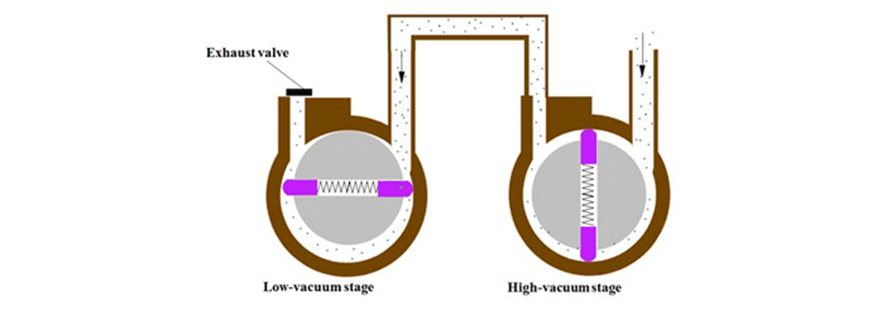 Exhaust valve
Low-vacuum stage
High-vacuum stage